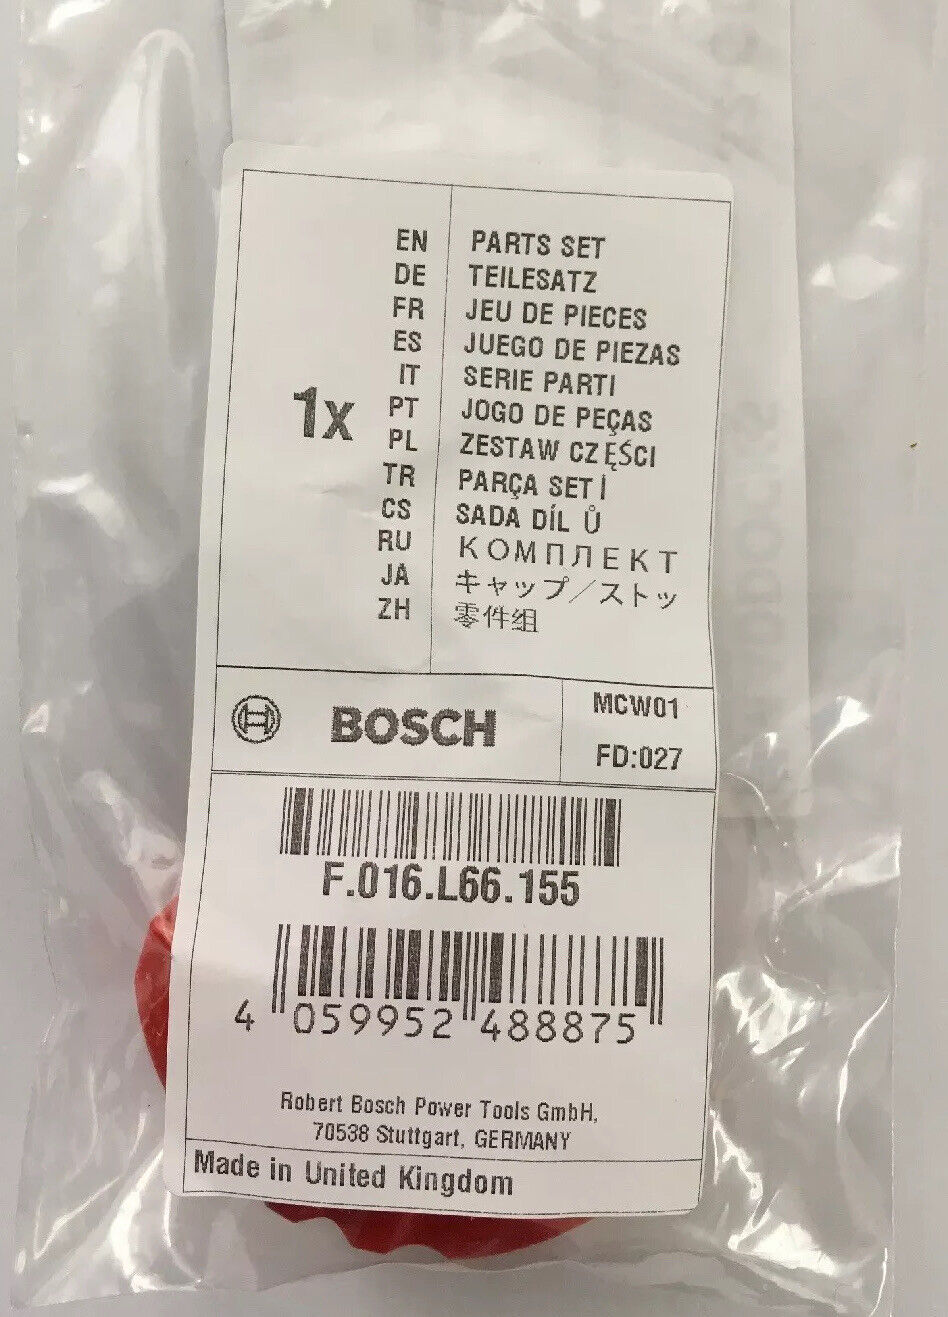 EN PARTS SET
DE TEILESATZ
FR JEU DE PIECES
ES JUEGO DE PIEZAS
IT SERIE PARTI
1x
PT JOGO DE PEÇAS
PL ZESTAW CZĘŚCI
TR PARÇA SET İ
CS SADA DÍL Ů
RU КОМПЛЕКТ
JA キャップ／ストッ
ZH 零件组
BOSCH
MCW01
FD:027
F.016.L66.155
4 059952 488875
Robert Bosch Power Tools GmbH,
70538 Stuttgart, GERMANY
Made in United Kingdom